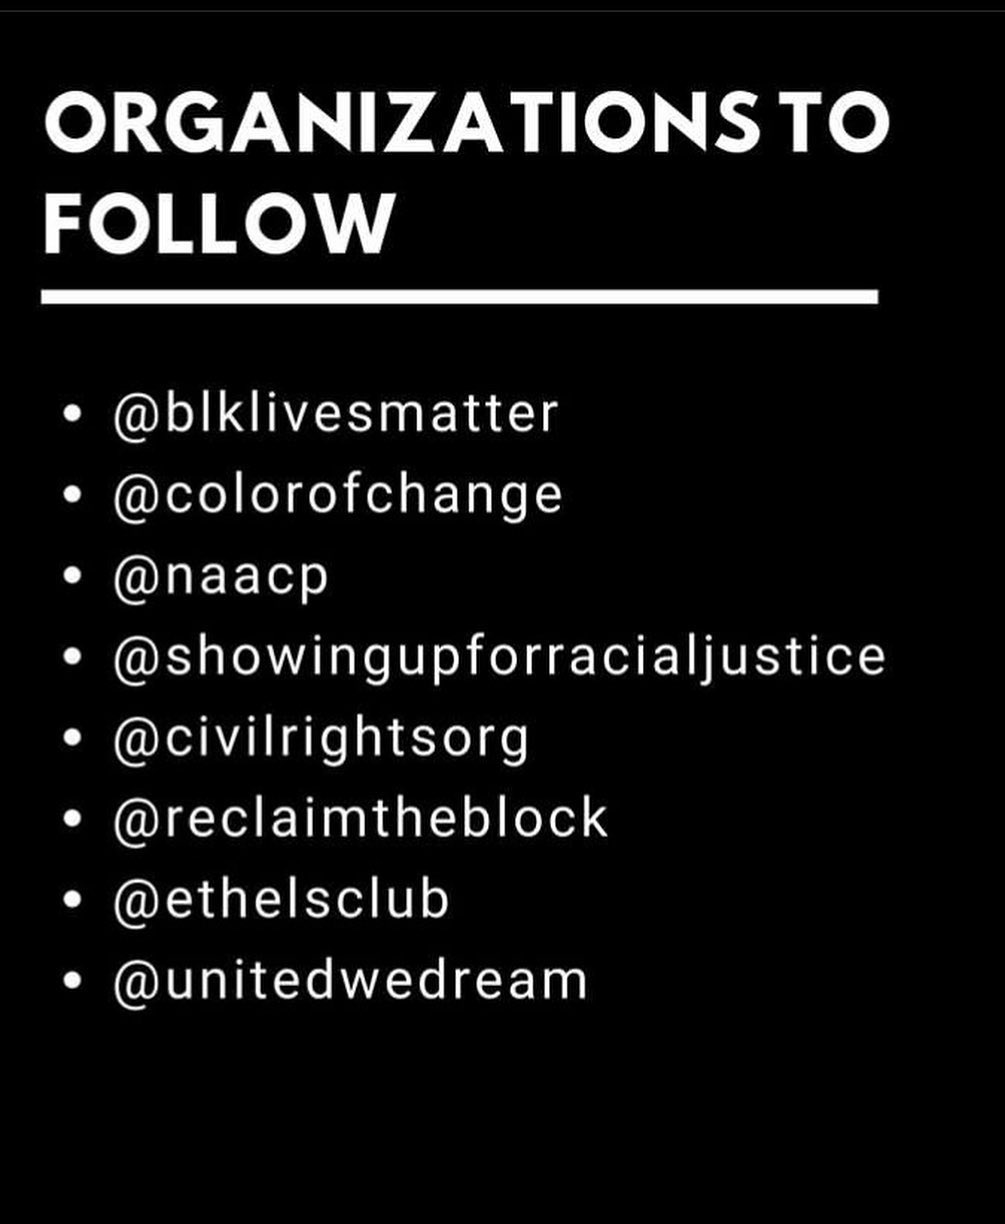 ORGANIZATIONS TO
FOLLOW
• @blklivesmatter
• @colorofchange
• @naacp
• @showingupforracialjustice
• @civilrightsorg
• @reclaimtheblock
• @ethelsclub
• @unitedwedream